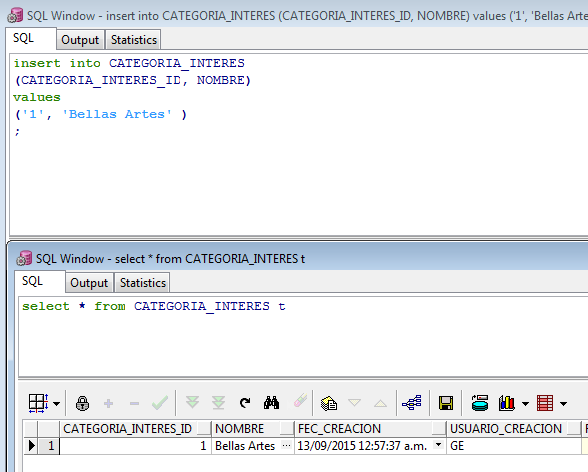 SQL Window - insert into CATEGORIA_INTERES (CATEGORIA_INTERES_ID, NOMBRE) values ('1', 'Bellas Arte
SQL Output Statistics
insert into CATEGORIA_INTERES
(CATEGORIA_INTERES_ID, NOMBRE)
values
('1', 'Bellas Artes' )
;
SQL Window - select * from CATEGORIA_INTERES t
SQL Output Statistics
select * from CATEGORIA_INTERES t
CATEGORIA_INTERES_ID NOMBRE FEC_CREACION USUARIO_CREACION
1 1 Bellas Artes ··· 13/09/2015 12:57:37 a.m. GE